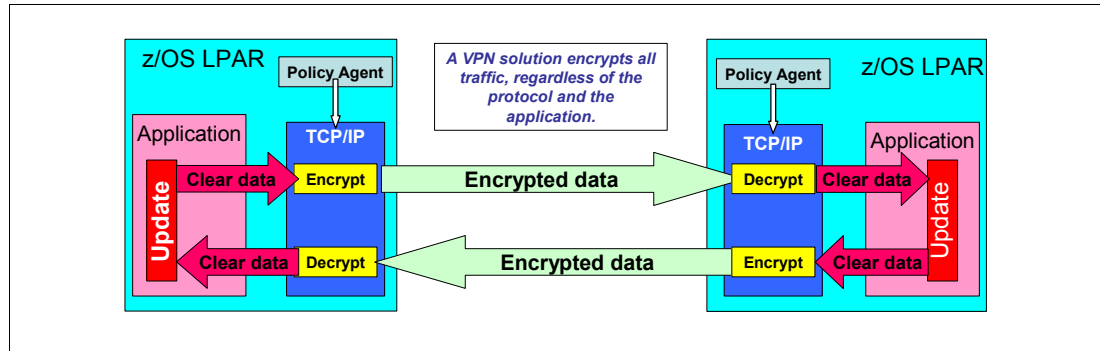 z/OS LPAR
Policy Agent
A VPN solution encrypts all
traffic, regardless of the
protocol and the
application.
Policy Agent
z/OS LPAR
Application
TCP/IP
TCP/IP
Application
Update
Clear data
Encrypt
Encrypted data
Decrypt
Clear data
Update
Clear data
Decrypt
Encrypted data
Encrypt
Clear data